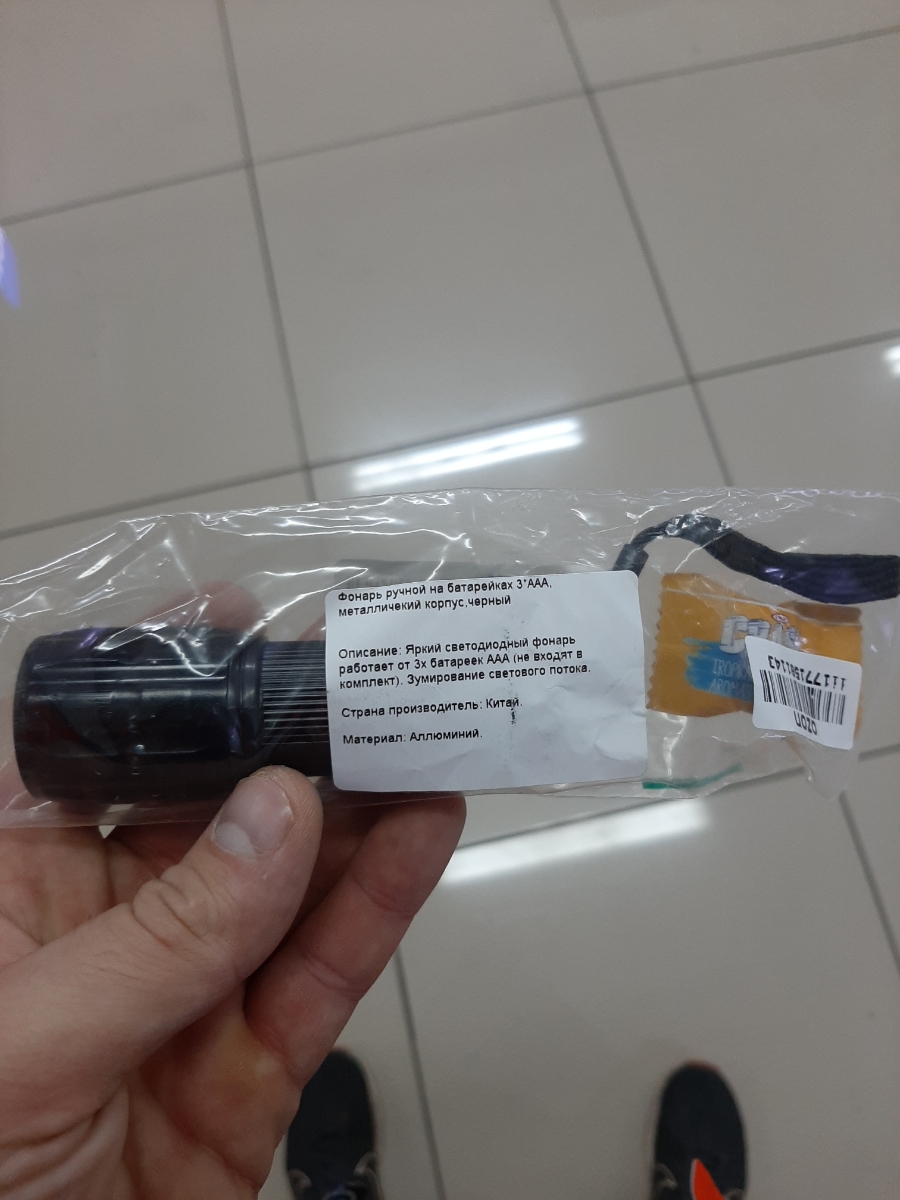 Фонарь ручной на батарейках 3*ААА,
металличекий корпус,черный
Описание: Яркий светодиодный фонарь
работает от 3х батареек ААА (не входят в
комплект). Зумирование светового потока.
Страна производитель: Китай.
Материал: Аллюминий.
ozon